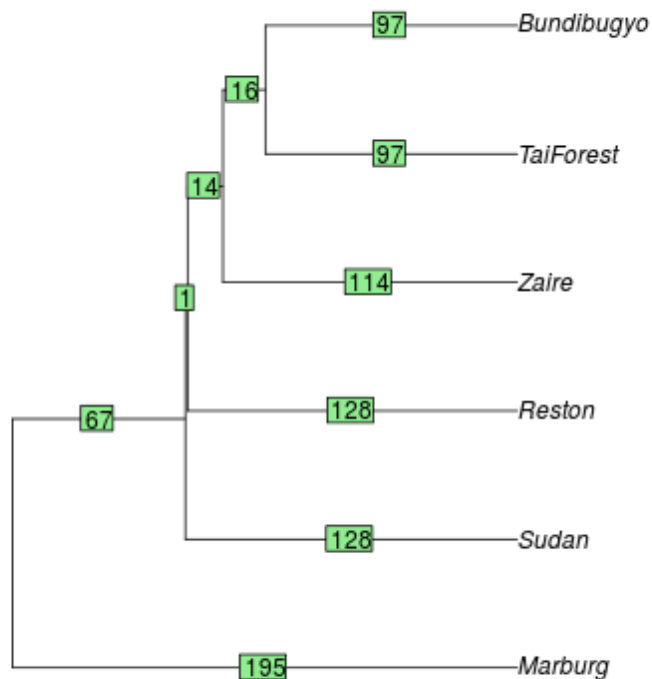 97 Bundibugyo
16
97 TaiForest
14
114 Zaire
1
128 Reston
67
128 Sudan
195 Marburg